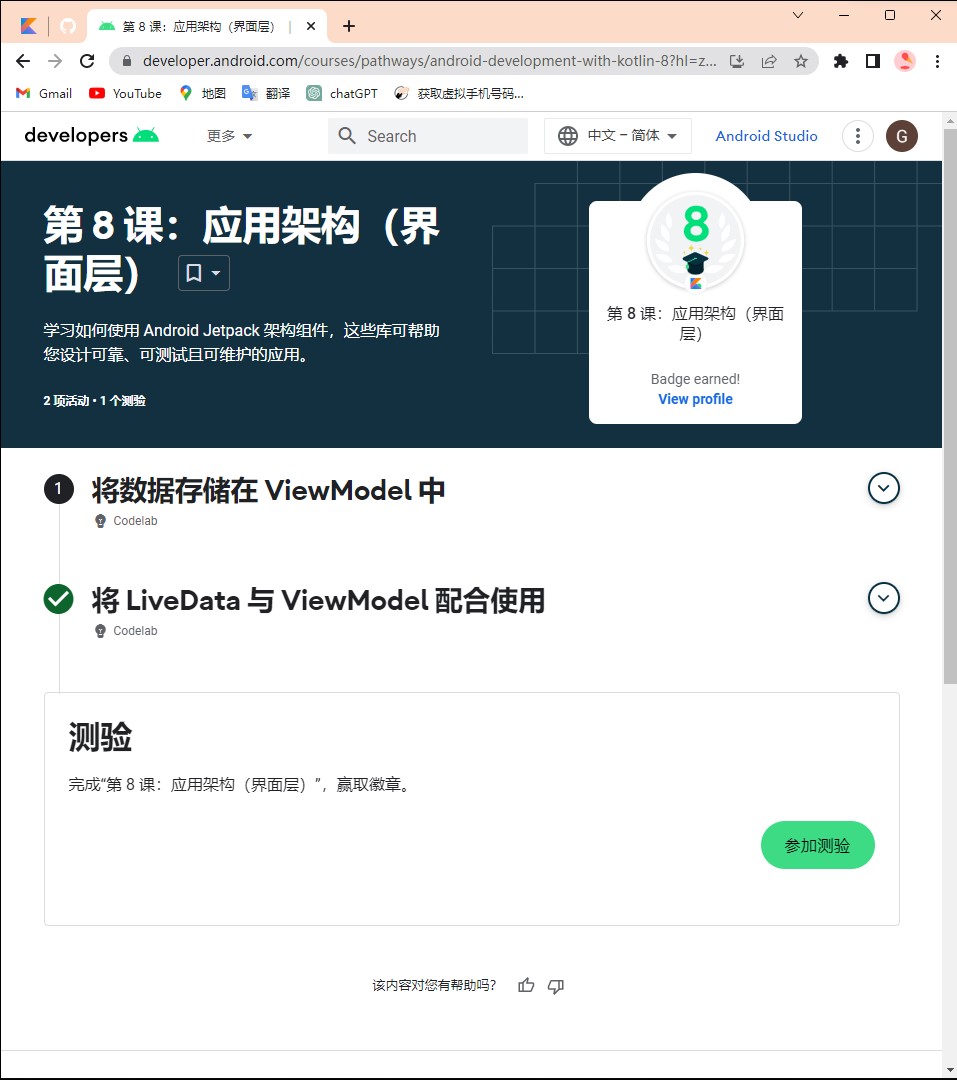 第 8 课：应用架构（界面层）
developer.android.com/courses/pathways/android-development-with-kotlin-8?hl=z...
Gmail
YouTube
地图
翻译
chatGPT
获取虚拟手机号码...
developers
更多
Search
中文 – 简体
Android Studio
G
第 8 课：应用架构（界
面层）
学习如何使用 Android Jetpack 架构组件，这些库可帮助
您设计可靠、可测试且可维护的应用。
2 项活动 • 1 个测验
8
第 8 课：应用架构（界面
层）
Badge earned!
View profile
1
将数据存储在 ViewModel 中
Codelab
将 LiveData 与 ViewModel 配合使用
Codelab
测验
完成“第 8 课：应用架构（界面层）”，赢取徽章。
参加测验
该内容对您有帮助吗？